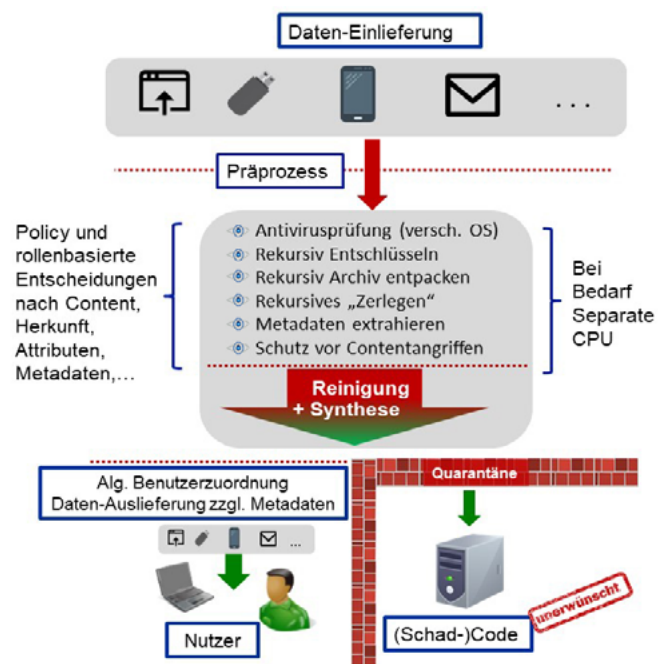 Daten-Einlieferung
...
Präprozess
Policy und
rollenbasierte
Entscheidungen
nach Content,
Herkunft,
Attributen,
Metadaten,...
Antivirusprüfung (versch. OS)
Rekursiv Entschlüsseln
Rekursiv Archiv entpacken
Rekursives „Zerlegen“
Metadaten extrahieren
Schutz vor Contentangriffen
Bei
Bedarf
Separate
CPU
Reinigung
+ Synthese
Alg. Benutzerzuordnung
Daten-Auslieferung zzgl. Metadaten
...
Nutzer
Quarantäne
(Schad-)Code
unerwünscht